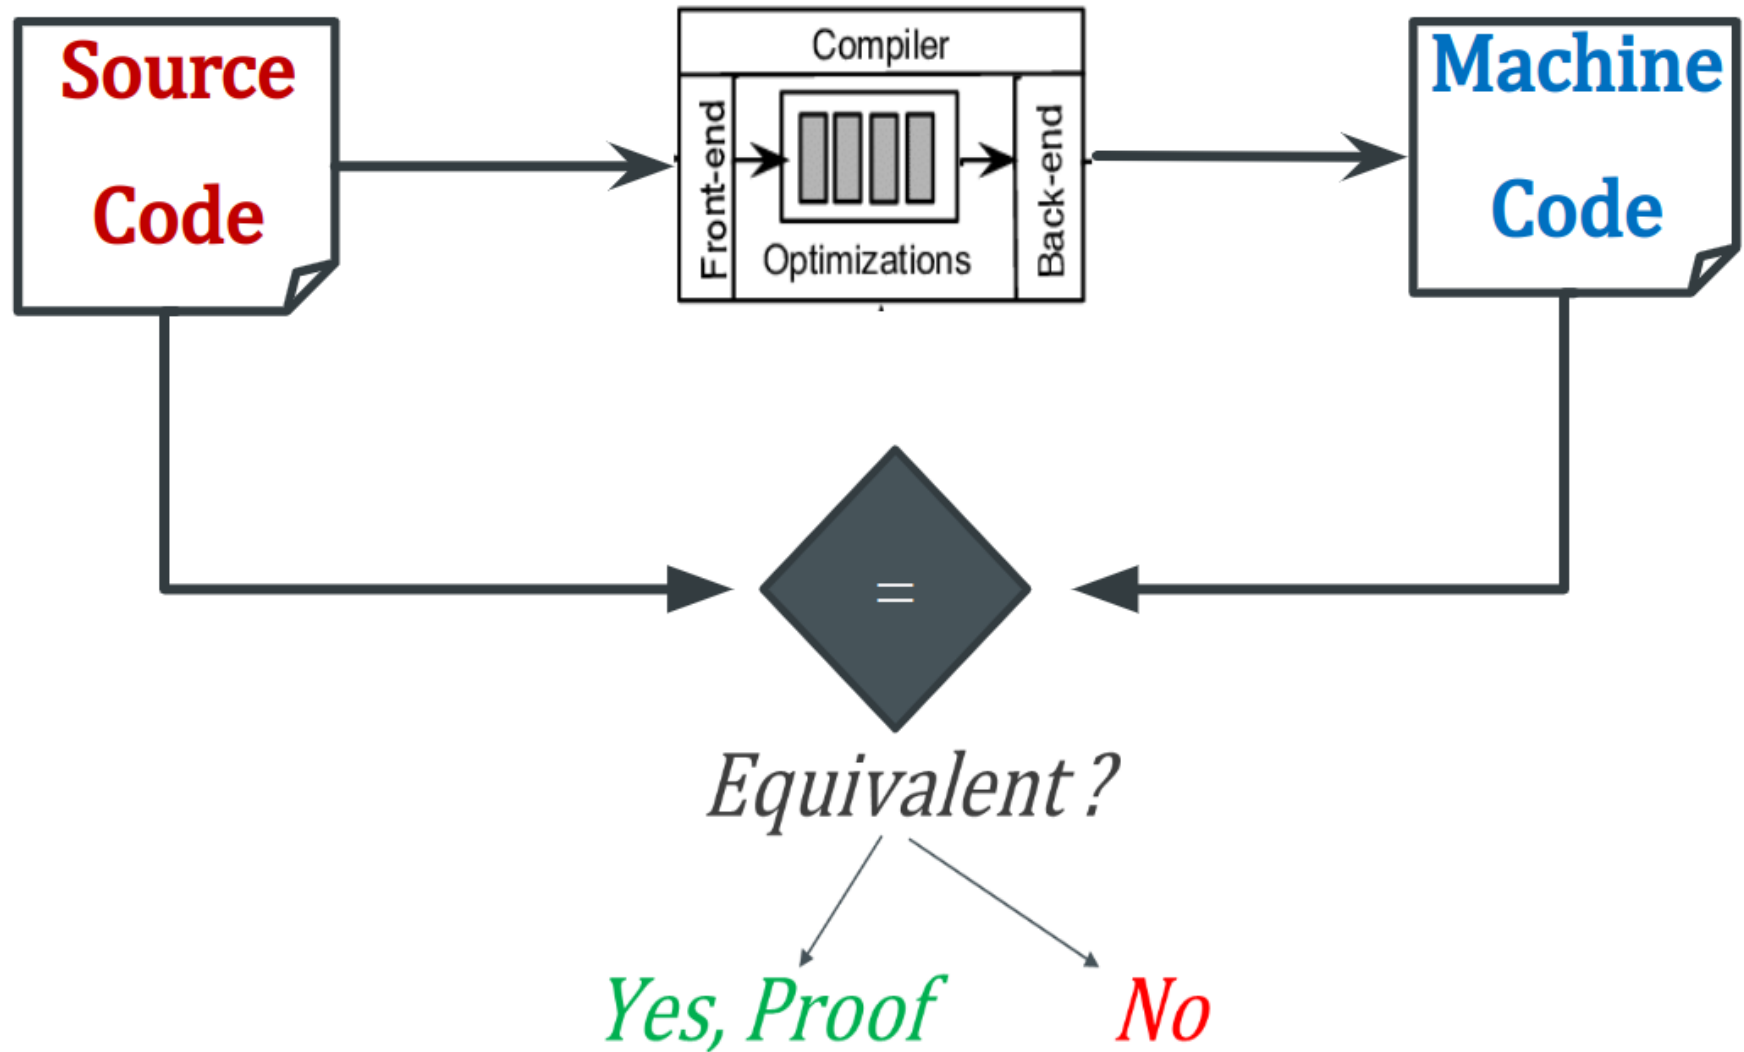 Source
Code
Compiler
Front-end
Optimizations
Back-end
Machine
Code
=
Equivalent ?
Yes, Proof
No